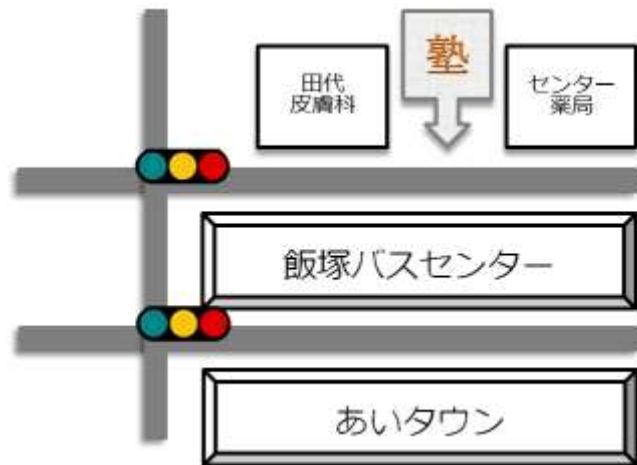 田代
皮膚科
塾
センター
薬局
飯塚バスセンター
あいタウン